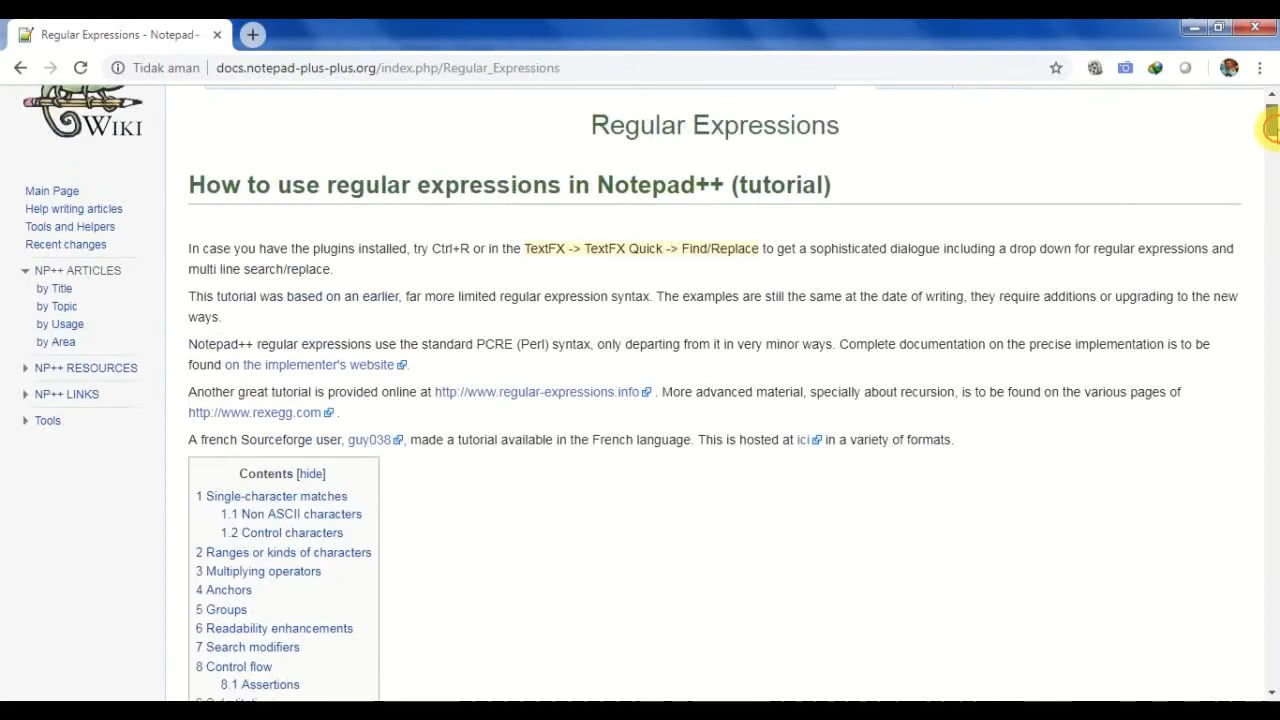 Regular Expressions - Notepad+
Tidak aman docs.notepad-plus-plus.org/index.php/Regular_Expressions
WIKI
Regular Expressions
How to use regular expressions in Notepad++ (tutorial)
Main Page
Help writing articles
Tools and Helpers
Recent changes
NP++ ARTICLES
by Title
by Topic
by Usage
by Area
NP++ RESOURCES
NP++ LINKS
Tools
In case you have the plugins installed, try Ctrl+R or in the TextFX -> TextFX Quick -> Find/Replace to get a sophisticated dialogue including a drop down for regular expressions and
multi line search/replace.
This tutorial was based on an earlier, far more limited regular expression syntax. The examples are still the same at the date of writing, they require additions or upgrading to the new
ways.
Notepad++ regular expressions use the standard PCRE (Perl) syntax, only departing from it in very minor ways. Complete documentation on the precise implementation is to be
found on the implementer's website.
Another great tutorial is provided online at http://www.regular-expressions.info . More advanced material, specially about recursion, is to be found on the various pages of
http://www.rexegg.com .
A french Sourceforge user, guy038, made a tutorial available in the French language. This is hosted at ici in a variety of formats.
Contents [hide]
1 Single-character matches
1.1 Non ASCII characters
1.2 Control characters
2 Ranges or kinds of characters
3 Multiplying operators
4 Anchors
5 Groups
6 Readability enhancements
7 Search modifiers
8 Control flow
8.1 Assertions